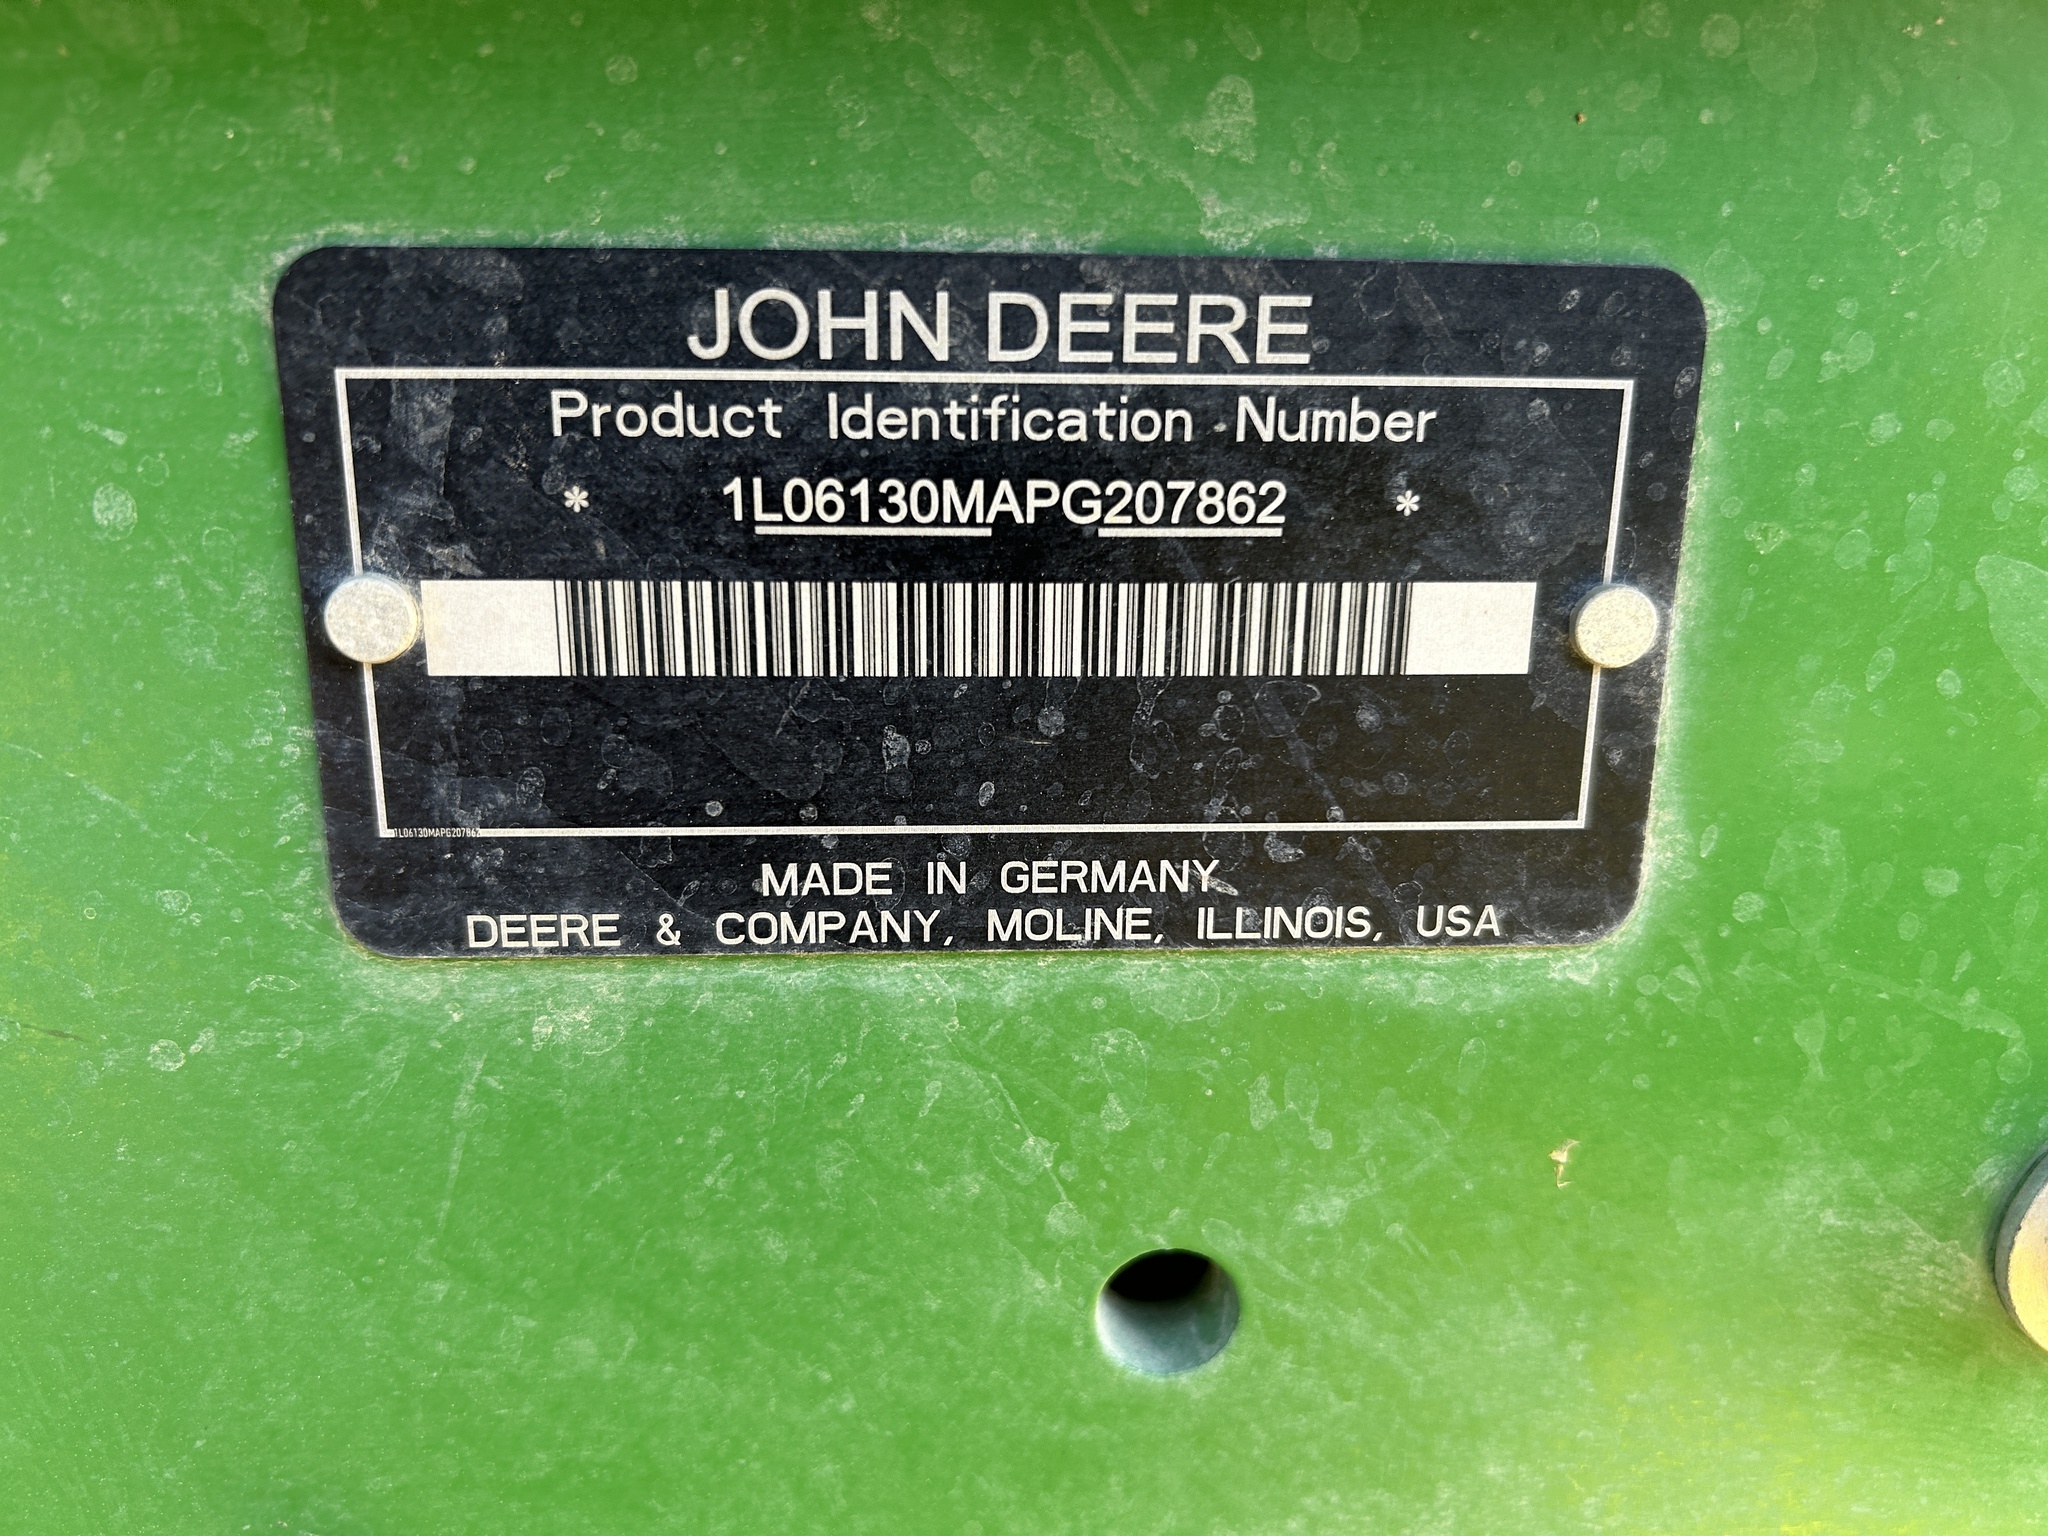 JOHN DEERE
Product Identification Number
* 1L06130MAPG207862 *
1L06130MAPG207862
MADE IN GERMANY
DEERE & COMPANY, MOLINE, ILLINOIS, USA